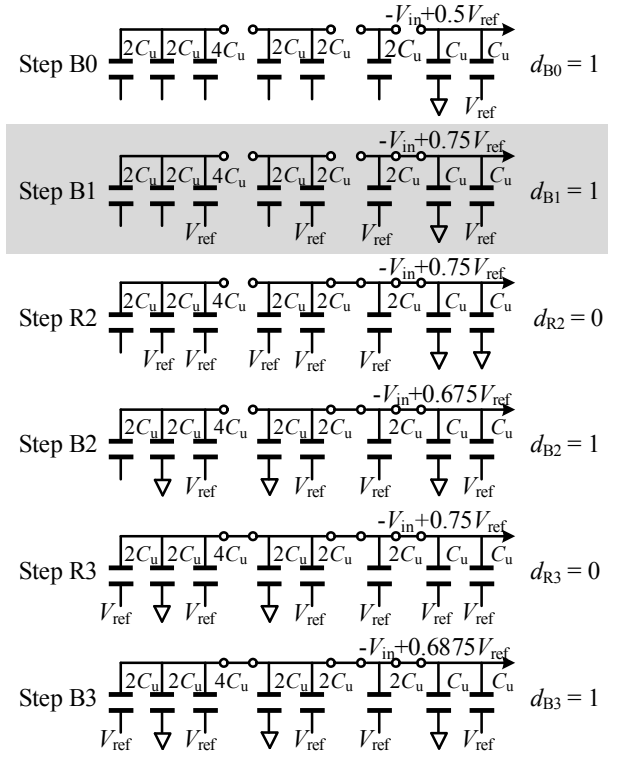 -Vin+0.5Vref
2Cu 2Cu 4Cu 2Cu 2Cu 2Cu Cu Cu
Step B0 dB0 = 1
Vref
-Vin+0.75Vref
2Cu 2Cu 4Cu 2Cu 2Cu 2Cu Cu Cu
Step B1 dB1 = 1
Vref Vref Vref Vref
-Vin+0.75Vref
2Cu 2Cu 4Cu 2Cu 2Cu 2Cu Cu Cu
Step R2 dR2 = 0
Vref Vref Vref Vref Vref
-Vin+0.675Vref
2Cu 2Cu 4Cu 2Cu 2Cu 2Cu Cu Cu
Step B2 dB2 = 1
Vref Vref Vref Vref
-Vin+0.75Vref
2Cu 2Cu 4Cu 2Cu 2Cu 2Cu Cu Cu
Step R3 dR3 = 0
Vref Vref Vref Vref Vref Vref
-Vin+0.6875Vref
2Cu 2Cu 4Cu 2Cu 2Cu 2Cu Cu Cu
Step B3 dB3 = 1
Vref Vref Vref Vref Vref